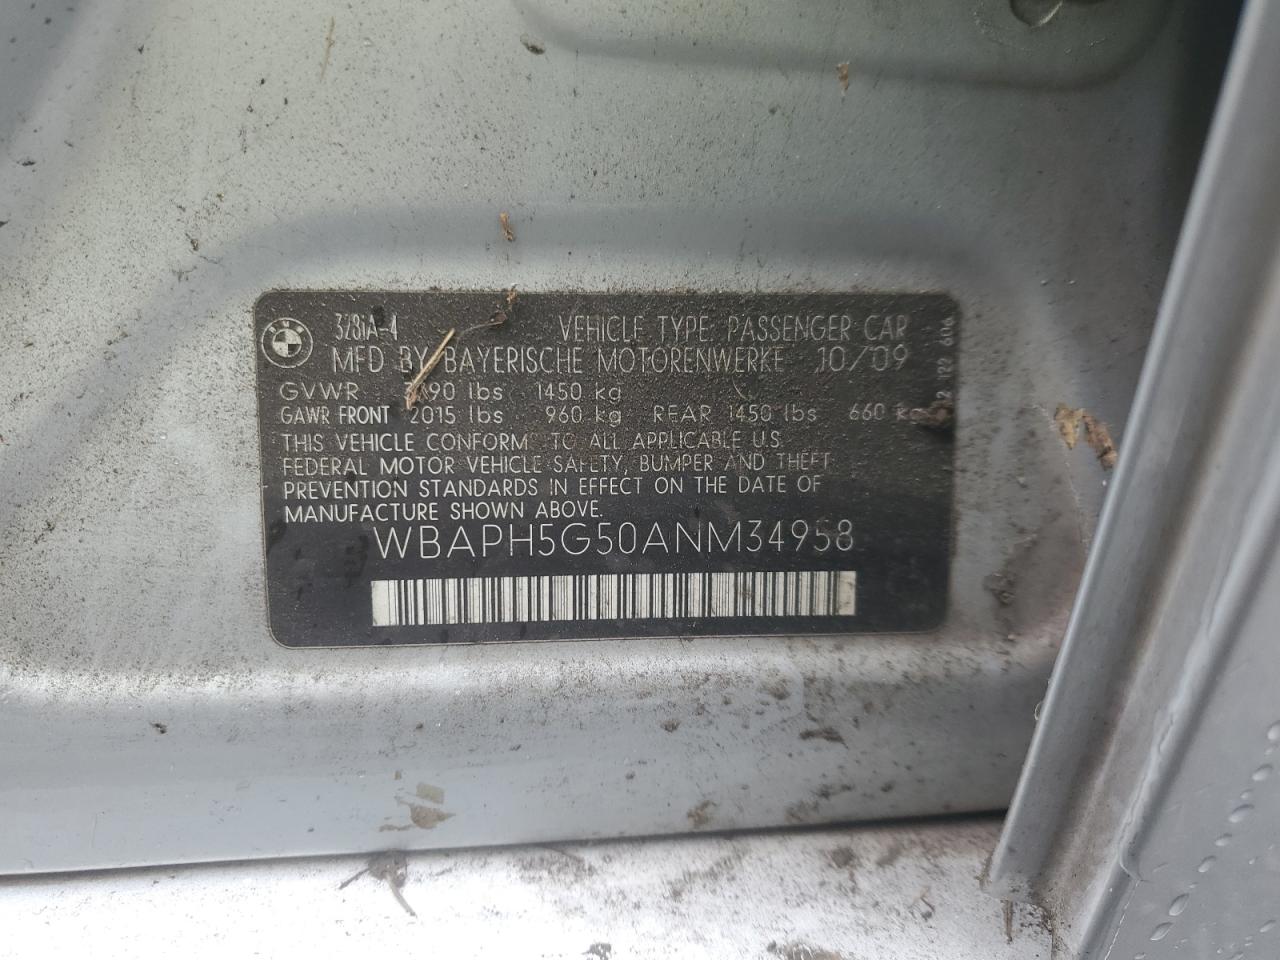 328iA-4 VEHICLE TYPE: PASSENGER CAR
MFD BY BAYERISCHE MOTORENWERKE 10/09
GVWR lbs 1450 kg
GAWR FRONT 2015 lbs 960 kg REAR 1450 lbs 660 kg
THIS VEHICLE CONFORMS TO ALL APPLICABLE U.S.
FEDERAL MOTOR VEHICLE SAFETY, BUMPER AND THEFT
PREVENTION STANDARDS IN EFFECT ON THE DATE OF
MANUFACTURE SHOWN ABOVE.
WBAPH5G50ANM34958